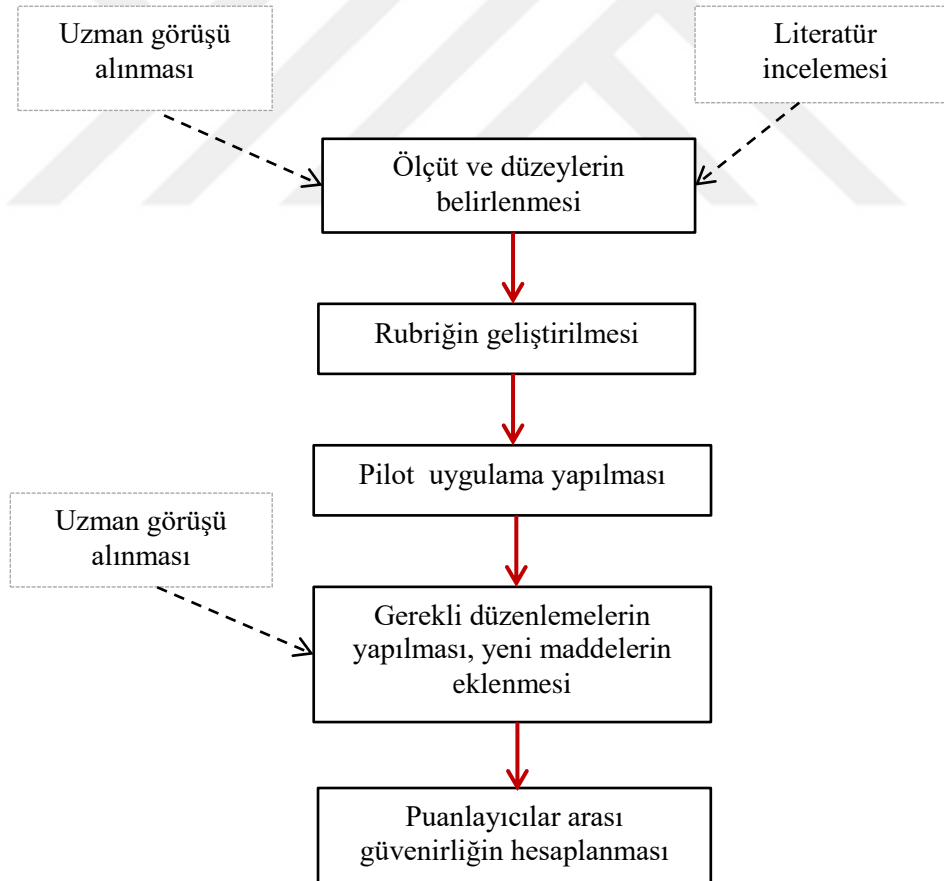 Uzman görüşü
alınması
Literatür
incelemesi
Ölçüt ve düzeylerin
belirlenmesi
Rubriğin geliştirilmesi
Pilot  uygulama yapılması
Uzman görüşü
alınması
Gerekli düzenlemelerin
yapılması, yeni maddelerin
eklenmesi
Puanlayıcılar arası
güvenirliğin hesaplanması